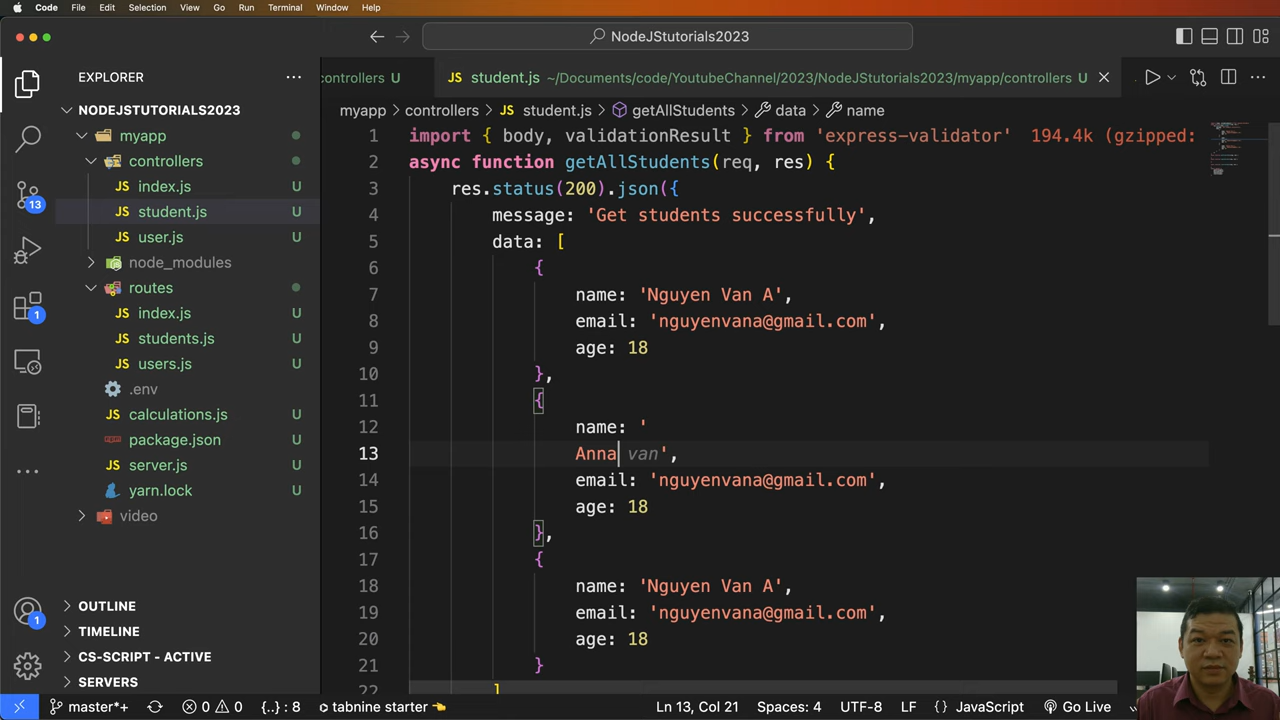 Code File Edit Selection View Go Run Terminal Window Help
NodeJStutorials2023
EXPLORER
controllers U
student.js ~/Documents/code/YoutubeChannel/2023/NodeJStutorials2023/myapp/controllers U
NODEJSTUTORIALS2023
myapp > controllers > JS student.js > getAllStudents > data > name
myapp
controllers
JS index.js U
JS student.js U
JS user.js U
node_modules
routes
JS index.js U
JS students.js U
JS users.js U
.env
JS calculations.js U
package.json U
JS server.js U
yarn.lock U
video
OUTLINE
TIMELINE
CS-SCRIPT - ACTIVE
SERVERS
13
1
1
1 import { body, validationResult } from 'express-validator' 194.4k (gzipped:
2 async function getAllStudents(req, res) {
3 res.status(200).json({
4 message: 'Get students successfully',
5 data: [
6 {
7 name: 'Nguyen Van A',
8 email: 'nguyenvana@gmail.com',
9 age: 18
10 },
11 {
12 name: '
13 Anna van',
14 email: 'nguyenvana@gmail.com',
15 age: 18
16 },
17 {
18 name: 'Nguyen Van A',
19 email: 'nguyenvana@gmail.com',
20 age: 18
21 }
22 ]
master*+ 0 0 {..} : 8 tabnine starter Ln 13, Col 21 Spaces: 4 UTF-8 LF {} JavaScript Go Live